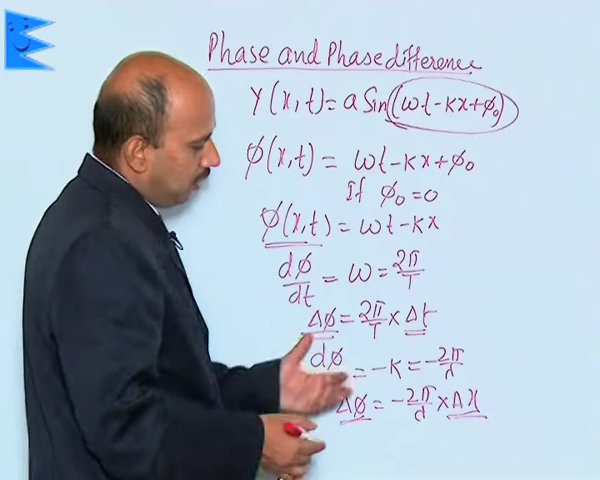 Phase and Phase difference
Y(x,t) = a Sin(ωt-kx+φ₀)
φ(x,t) = ωt-kx+φ₀
If φ₀=0
φ(x,t) = ωt-kx
dφ/dt = ω = 2π/T
Δφ = 2π/T × Δt
dφ = -k = -2π/λ
Δφ = -2π/λ × Δx